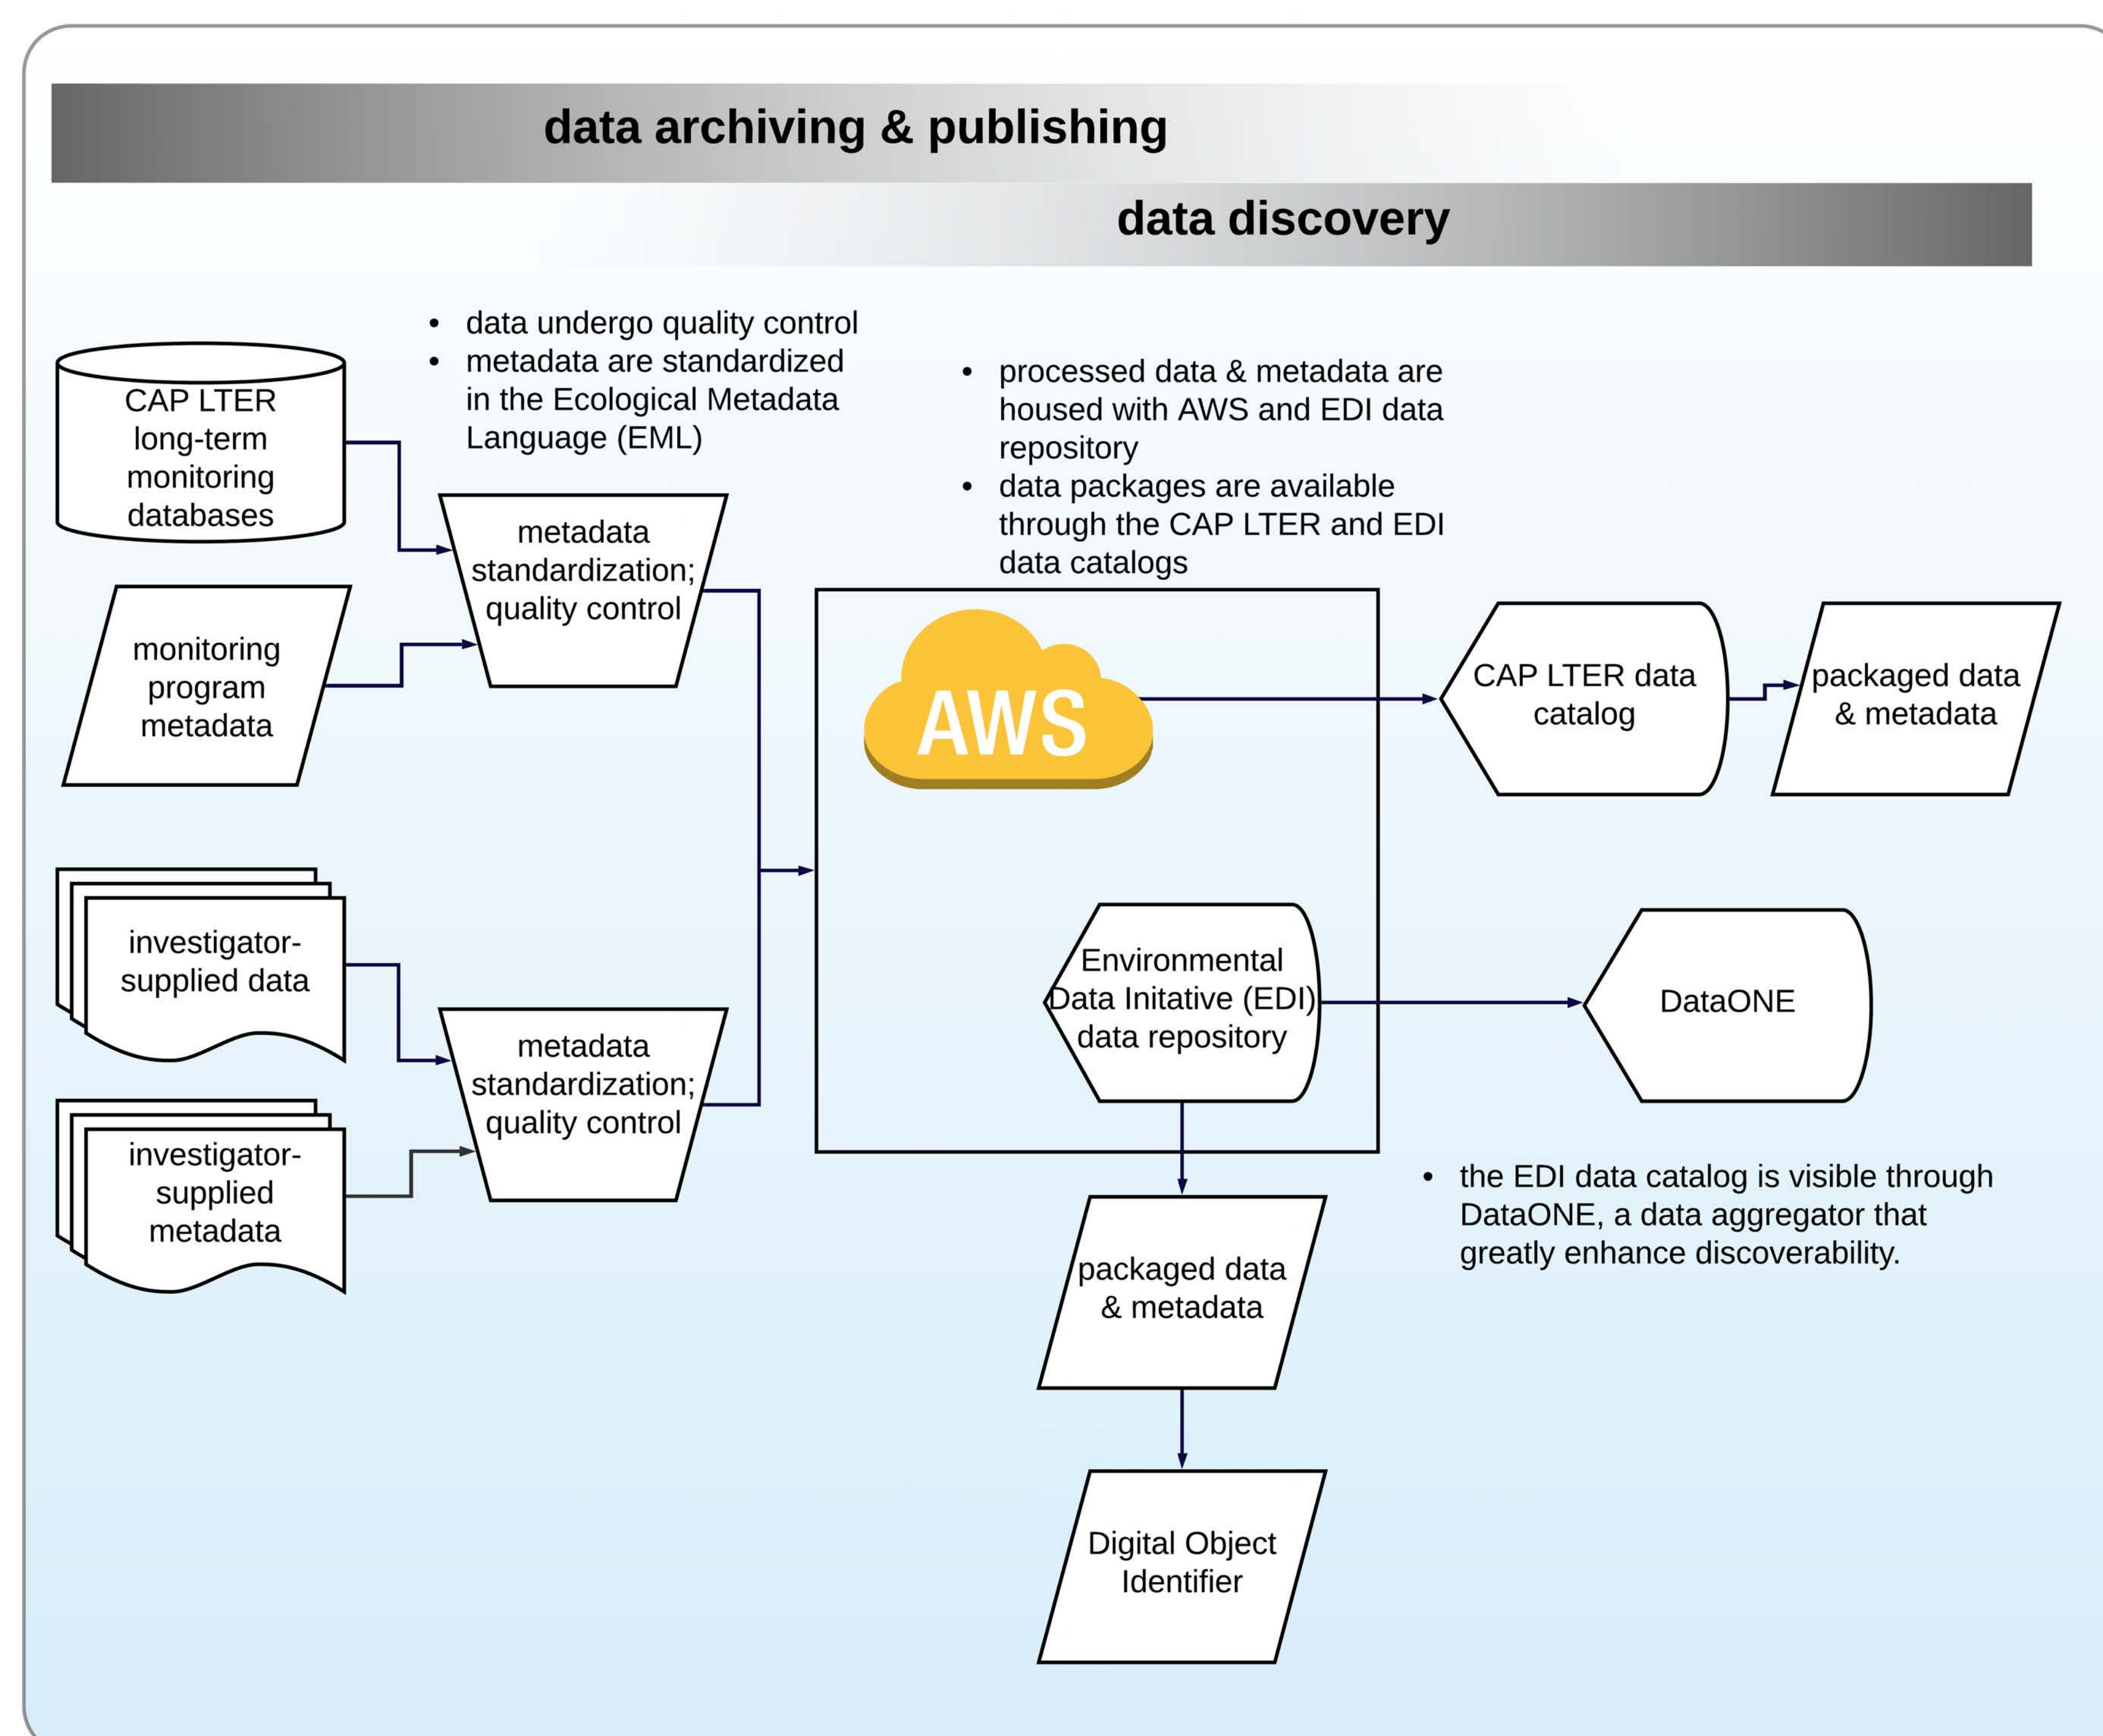 data archiving & publishing
data discovery
• data undergo quality control
• metadata are standardized
in the Ecological Metadata
Language (EML)
• processed data & metadata are
housed with AWS and EDI data
repository
• data packages are available
through the CAP LTER and EDI
data catalogs
CAP LTER
long-term
monitoring
databases
monitoring
program
metadata
metadata
standardization;
quality control
investigator-
supplied data
investigator-
supplied
metadata
metadata
standardization;
quality control
AWS
CAP LTER data
catalog
packaged data
& metadata
Environmental
Data Initative (EDI)
data repository
DataONE
• the EDI data catalog is visible through
DataONE, a data aggregator that
greatly enhance discoverability.
packaged data
& metadata
Digital Object
Identifier